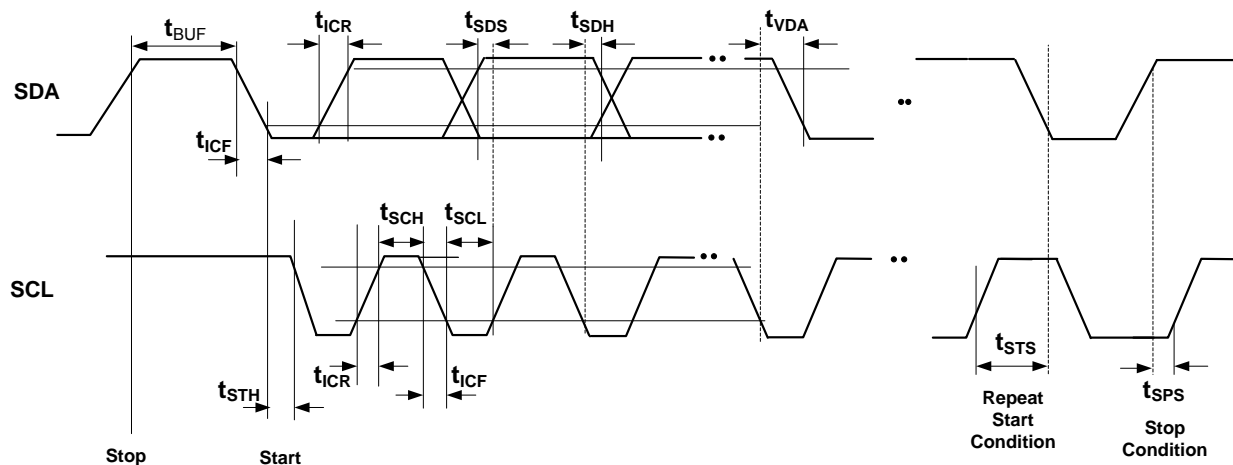 tICR tSDS tSDH tVDA
tBUF
SDA
tICF
tSCH tSCL
SCL
tSTH tICR tICF tSTS tSPS
Repeat
Start
Condition
Stop
Condition
Stop Start